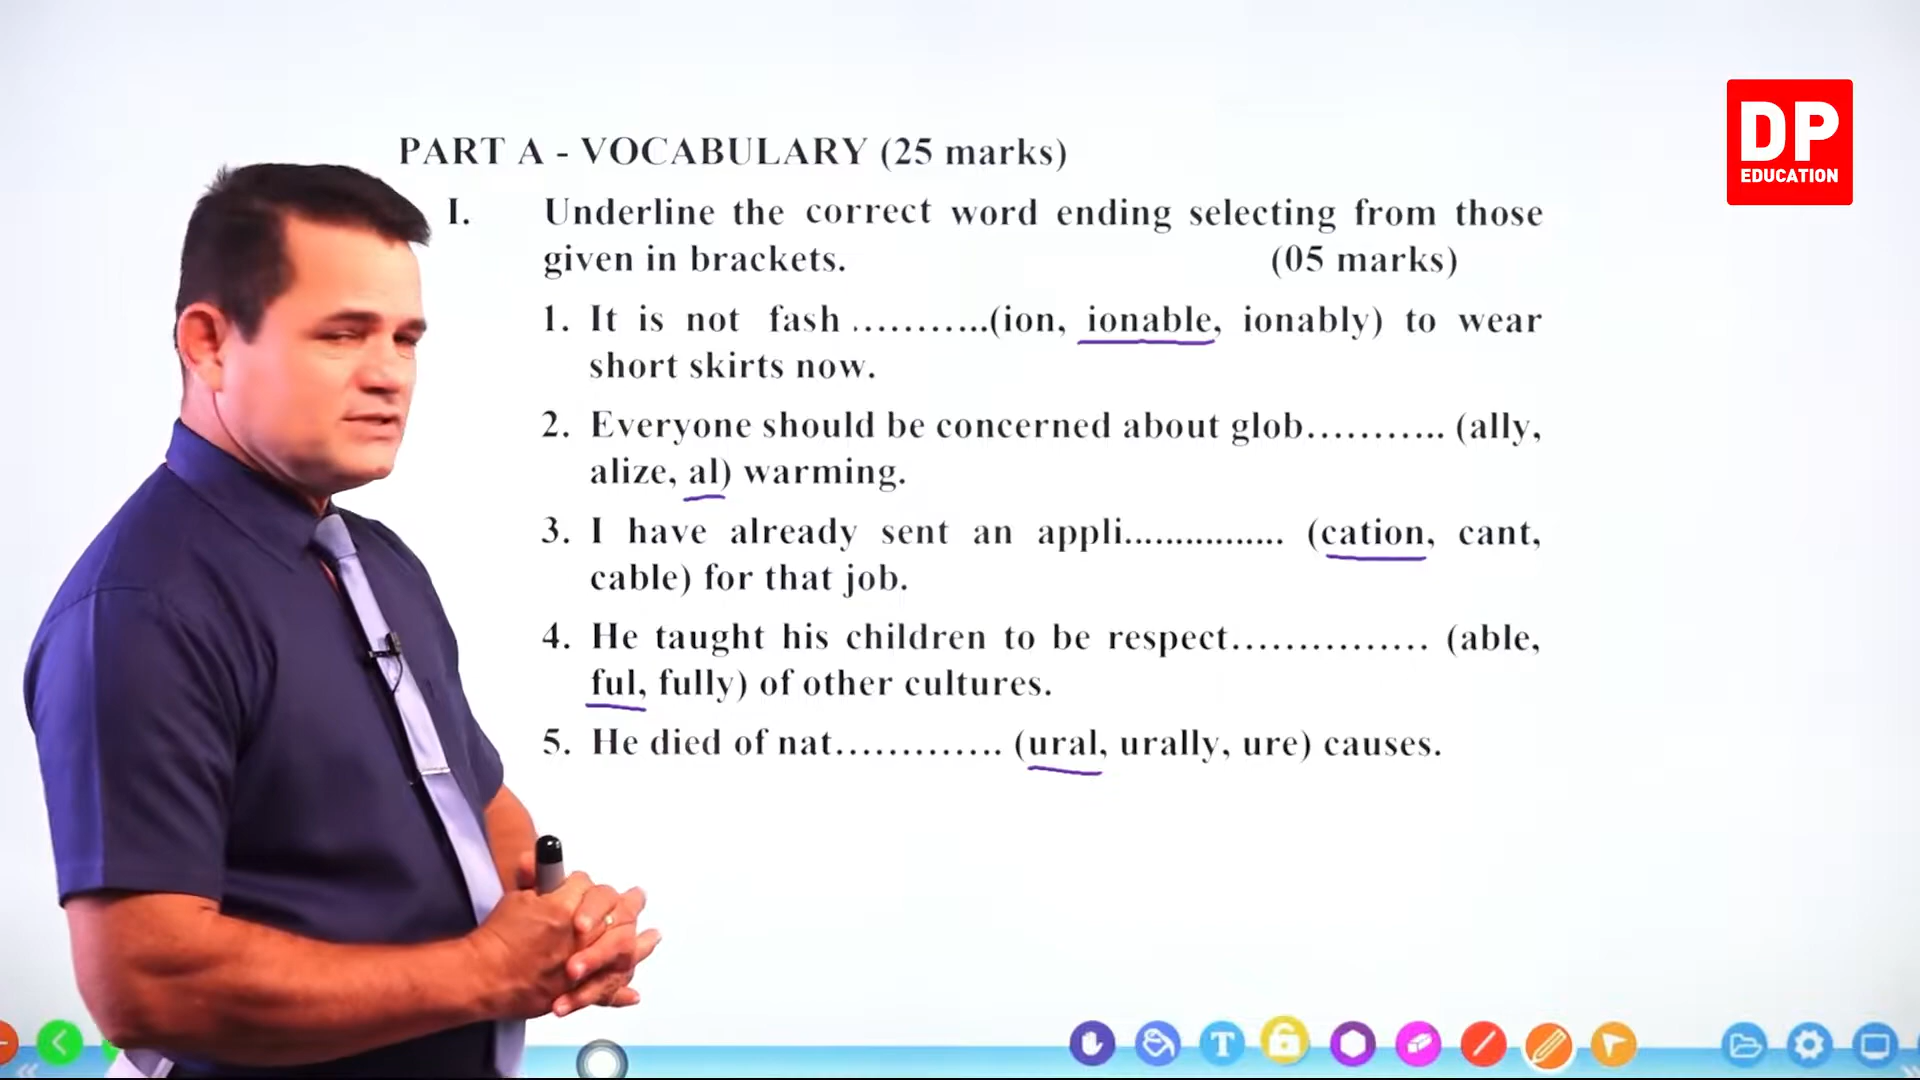 DP
EDUCATION
PART A - VOCABULARY (25 marks)
I. Underline the correct word ending selecting from those
given in brackets. (05 marks)
1. It is not fash ………..(ion, ionable, ionably) to wear
short skirts now.
2. Everyone should be concerned about glob……….. (ally,
alize, al) warming.
3. I have already sent an appli............... (cation, cant,
cable) for that job.
4. He taught his children to be respect…………… (able,
ful, fully) of other cultures.
5. He died of nat…………. (ural, urally, ure) causes.
T